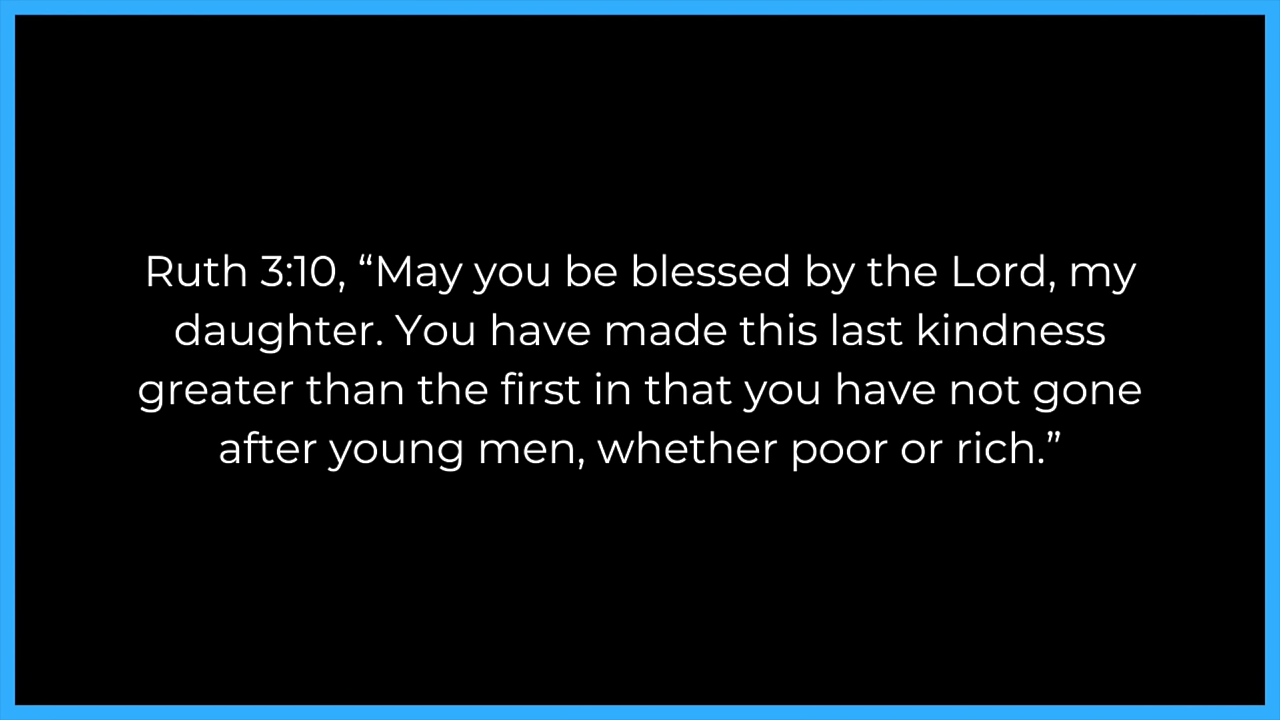 Ruth 3:10, “May you be blessed by the Lord, my
daughter. You have made this last kindness
greater than the first in that you have not gone
after young men, whether poor or rich.”